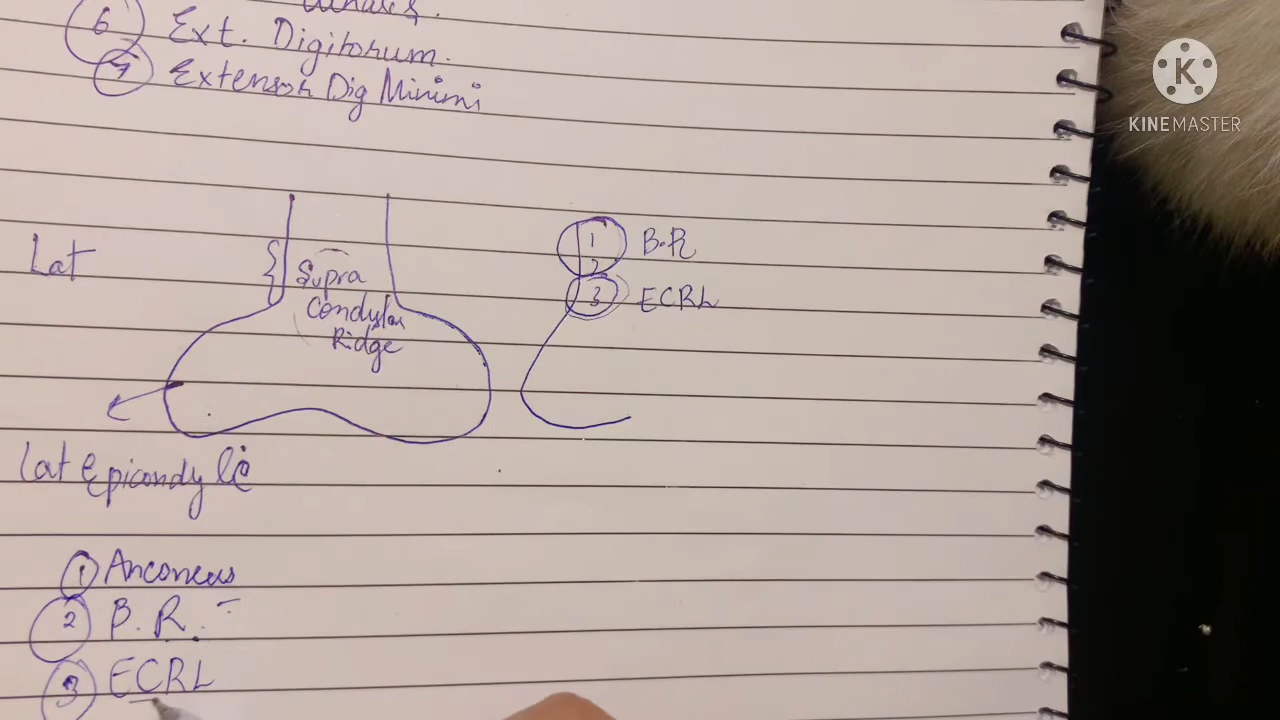 6 Ext. Digitorum.
7 Extensor Dig Minimi
K
KINEMASTER
Lat
Supra
Condylar
Ridge
1 B.R
2
3 ECRL
Lat Epicondyle
1 Anconeus
2 B.R.
3 ECRL